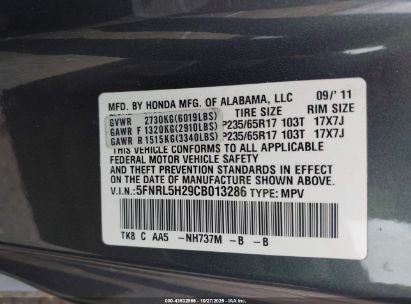 MFD. BY HONDA MFG. OF ALABAMA, LLC 09/' 11
TIRE SIZE RIM SIZE
GVWR 2730KG(6019LBS)
GAWR F 1320KG(2910LBS) P235/65R17 103T 17X7J
GAWR R 1515KG(3340LBS) P235/65R17 103T 17X7J
THIS VEHICLE CONFORMS TO ALL APPLICABLE
FEDERAL MOTOR VEHICLE SAFETY, BUMPER,
AND THEFT PREVENTION STANDARDS IN EFFECT ON
THE DATE OF MANUFACTURE SHOWN ABOVE.
V.I.N.:5FNRL5H29CB013286 TYPE: MPV
TK8 C AA5 -NH737M -B -B